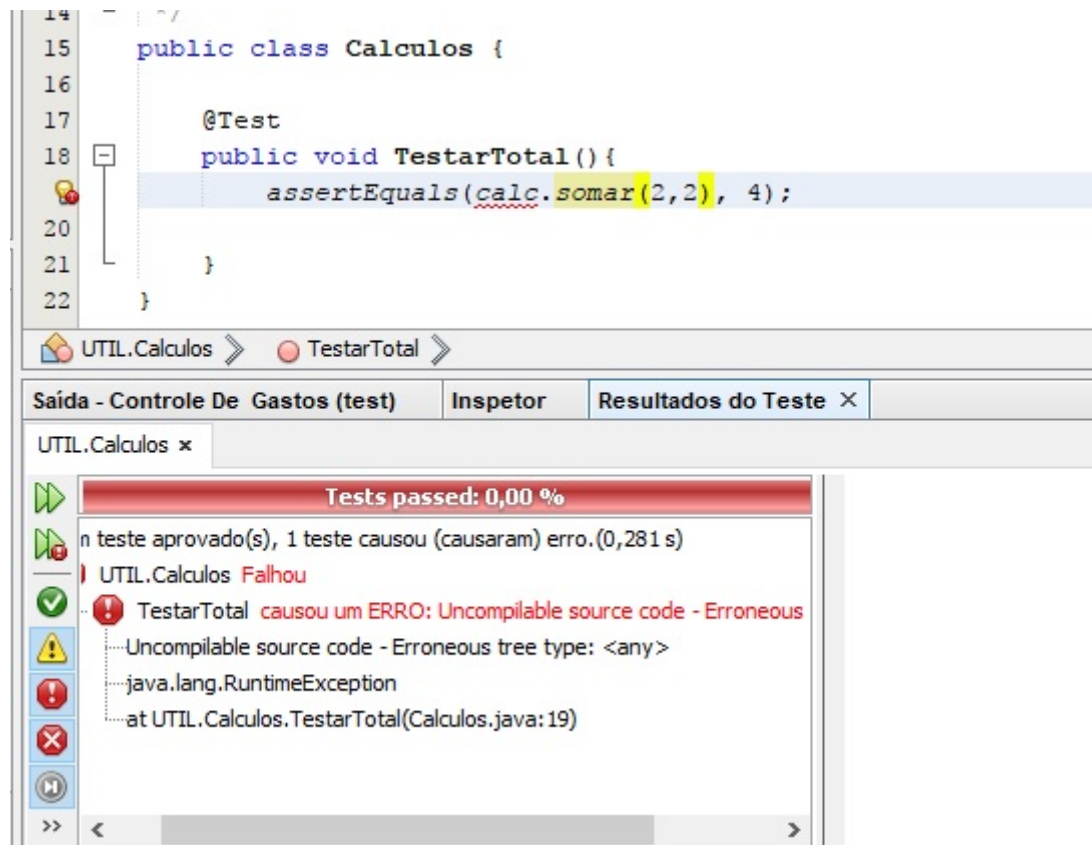 14 */
15 public class Calculos {
16
17 @Test
18 public void TestarTotal(){
assertEquals(calc.somar(2,2), 4);
20
21 }
22 }
UTIL.Calculos TestarTotal
Saída - Controle De Gastos (test) Inspetor Resultados do Teste ×
UTIL.Calculos ×
Tests passed: 0,00 %
teste aprovado(s), 1 teste causou (causaram) erro.(0,281 s)
UTIL.Calculos Falhou
TestarTotal causou um ERRO: Uncompilable source code - Erroneous
Uncompilable source code - Erroneous tree type: <any>
java.lang.RuntimeException
at UTIL.Calculos.TestarTotal(Calculos.java:19)